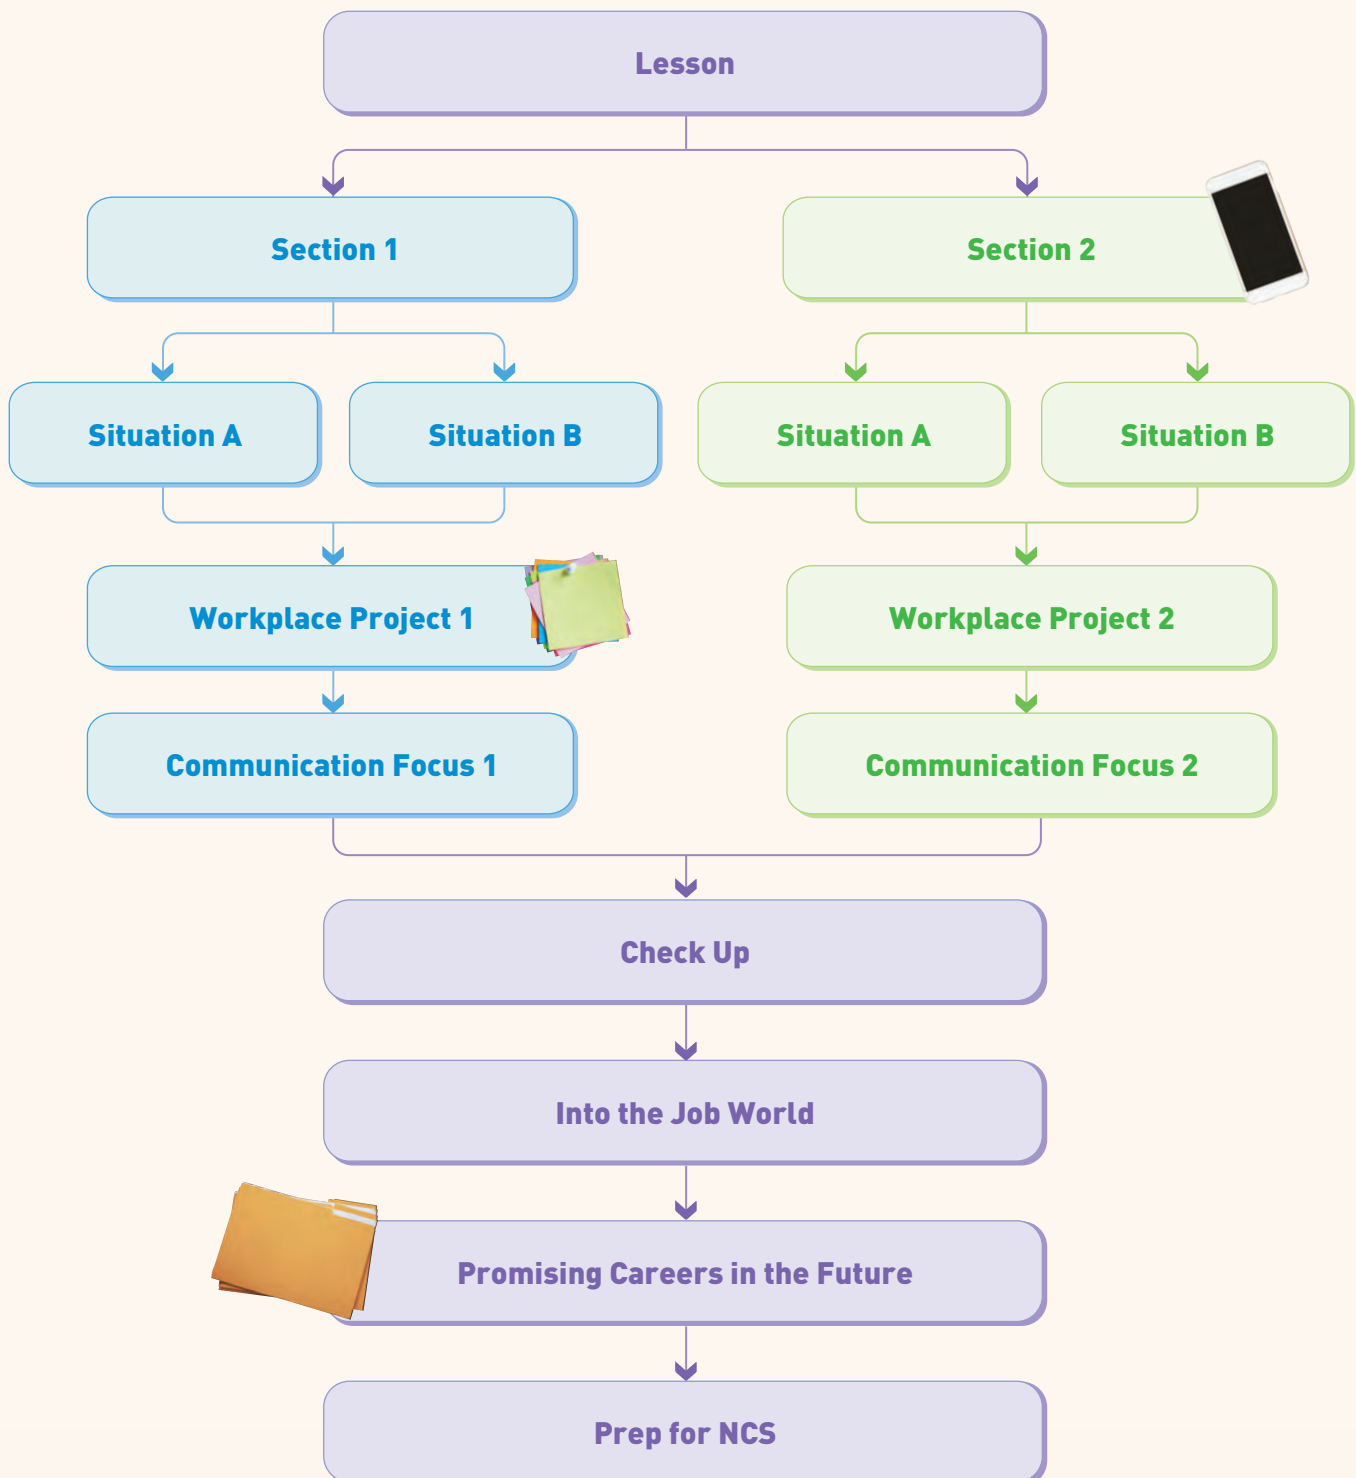 Lesson
Section 1
Section 2
Situation A
Situation B
Situation A
Situation B
Workplace Project 1
Workplace Project 2
Communication Focus 1
Communication Focus 2
Check Up
Into the Job World
Promising Careers in the Future
Prep for NCS